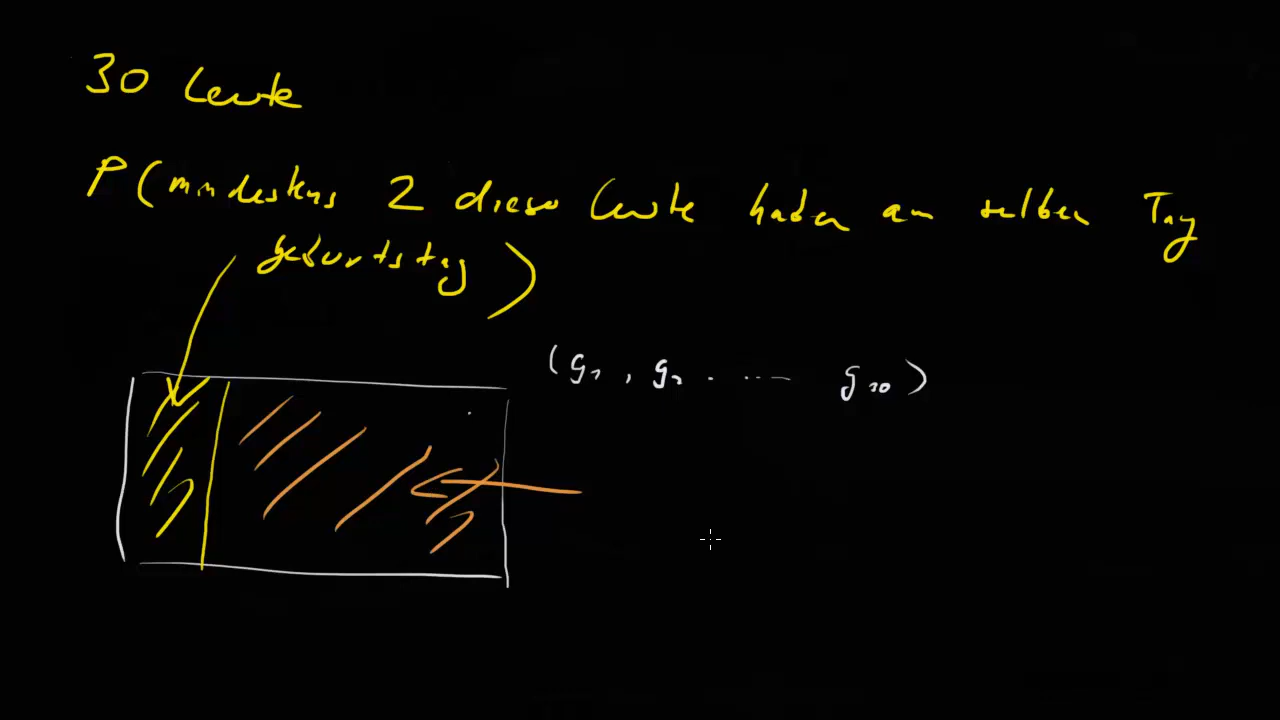 30 Leute
P(mindestens 2 dieser Leute haben am selben Tag
Geburtstag)
(g₁, g₂. .... g₃₀)